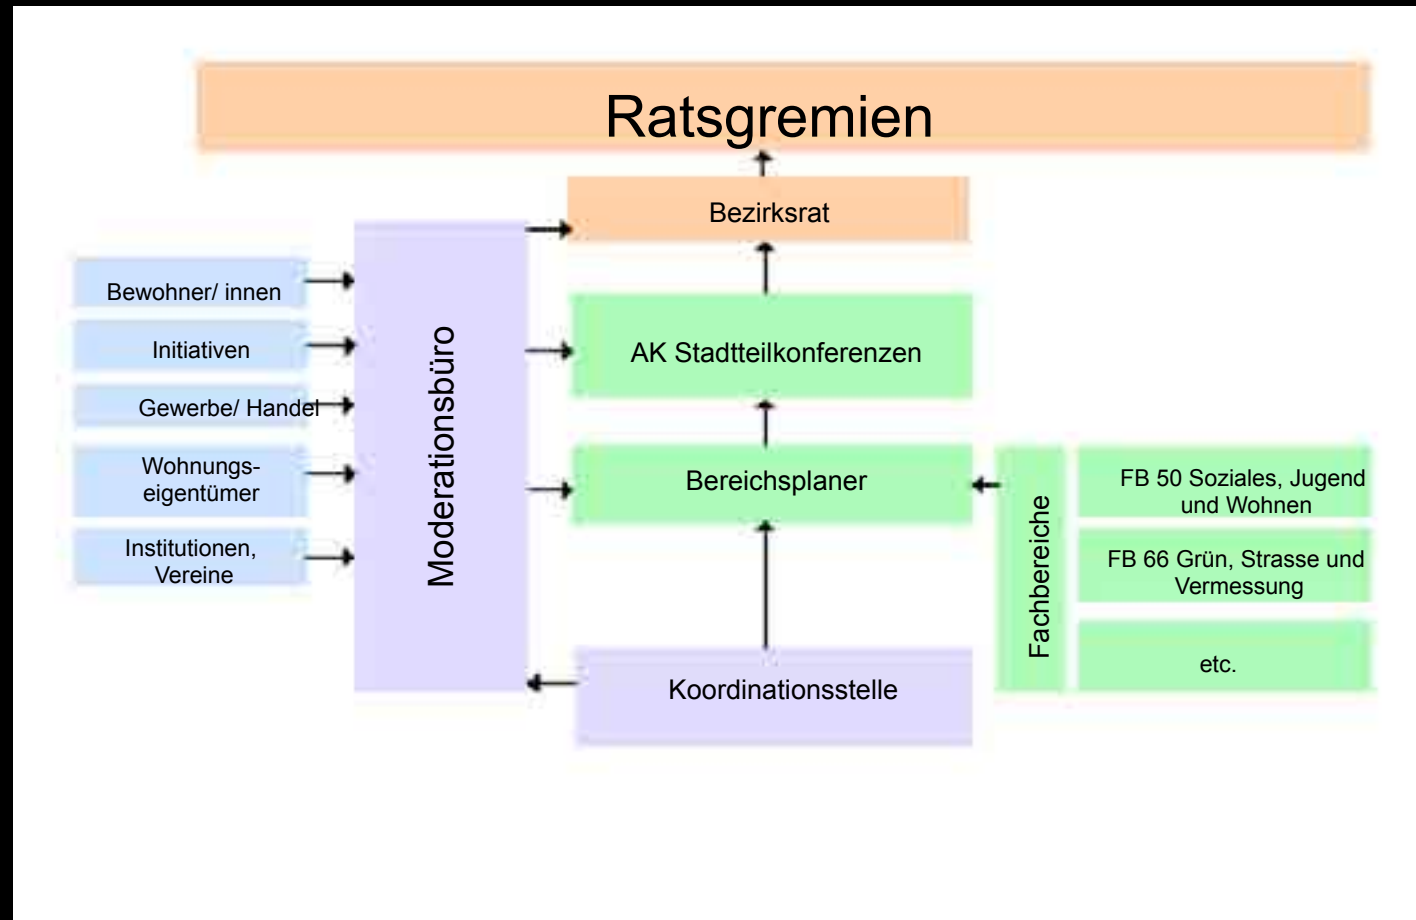 Ratsgremien
Bezirksrat
Bewohner/ innen
Initiativen
Gewerbe/ Handel
Wohnungs-
eigentümer
Institutionen,
Vereine
Moderationsbüro
AK Stadtteilkonferenzen
Bereichsplaner
Koordinationsstelle
Fachbereiche
FB 50 Soziales, Jugend
und Wohnen
FB 66 Grün, Strasse und
Vermessung
etc.